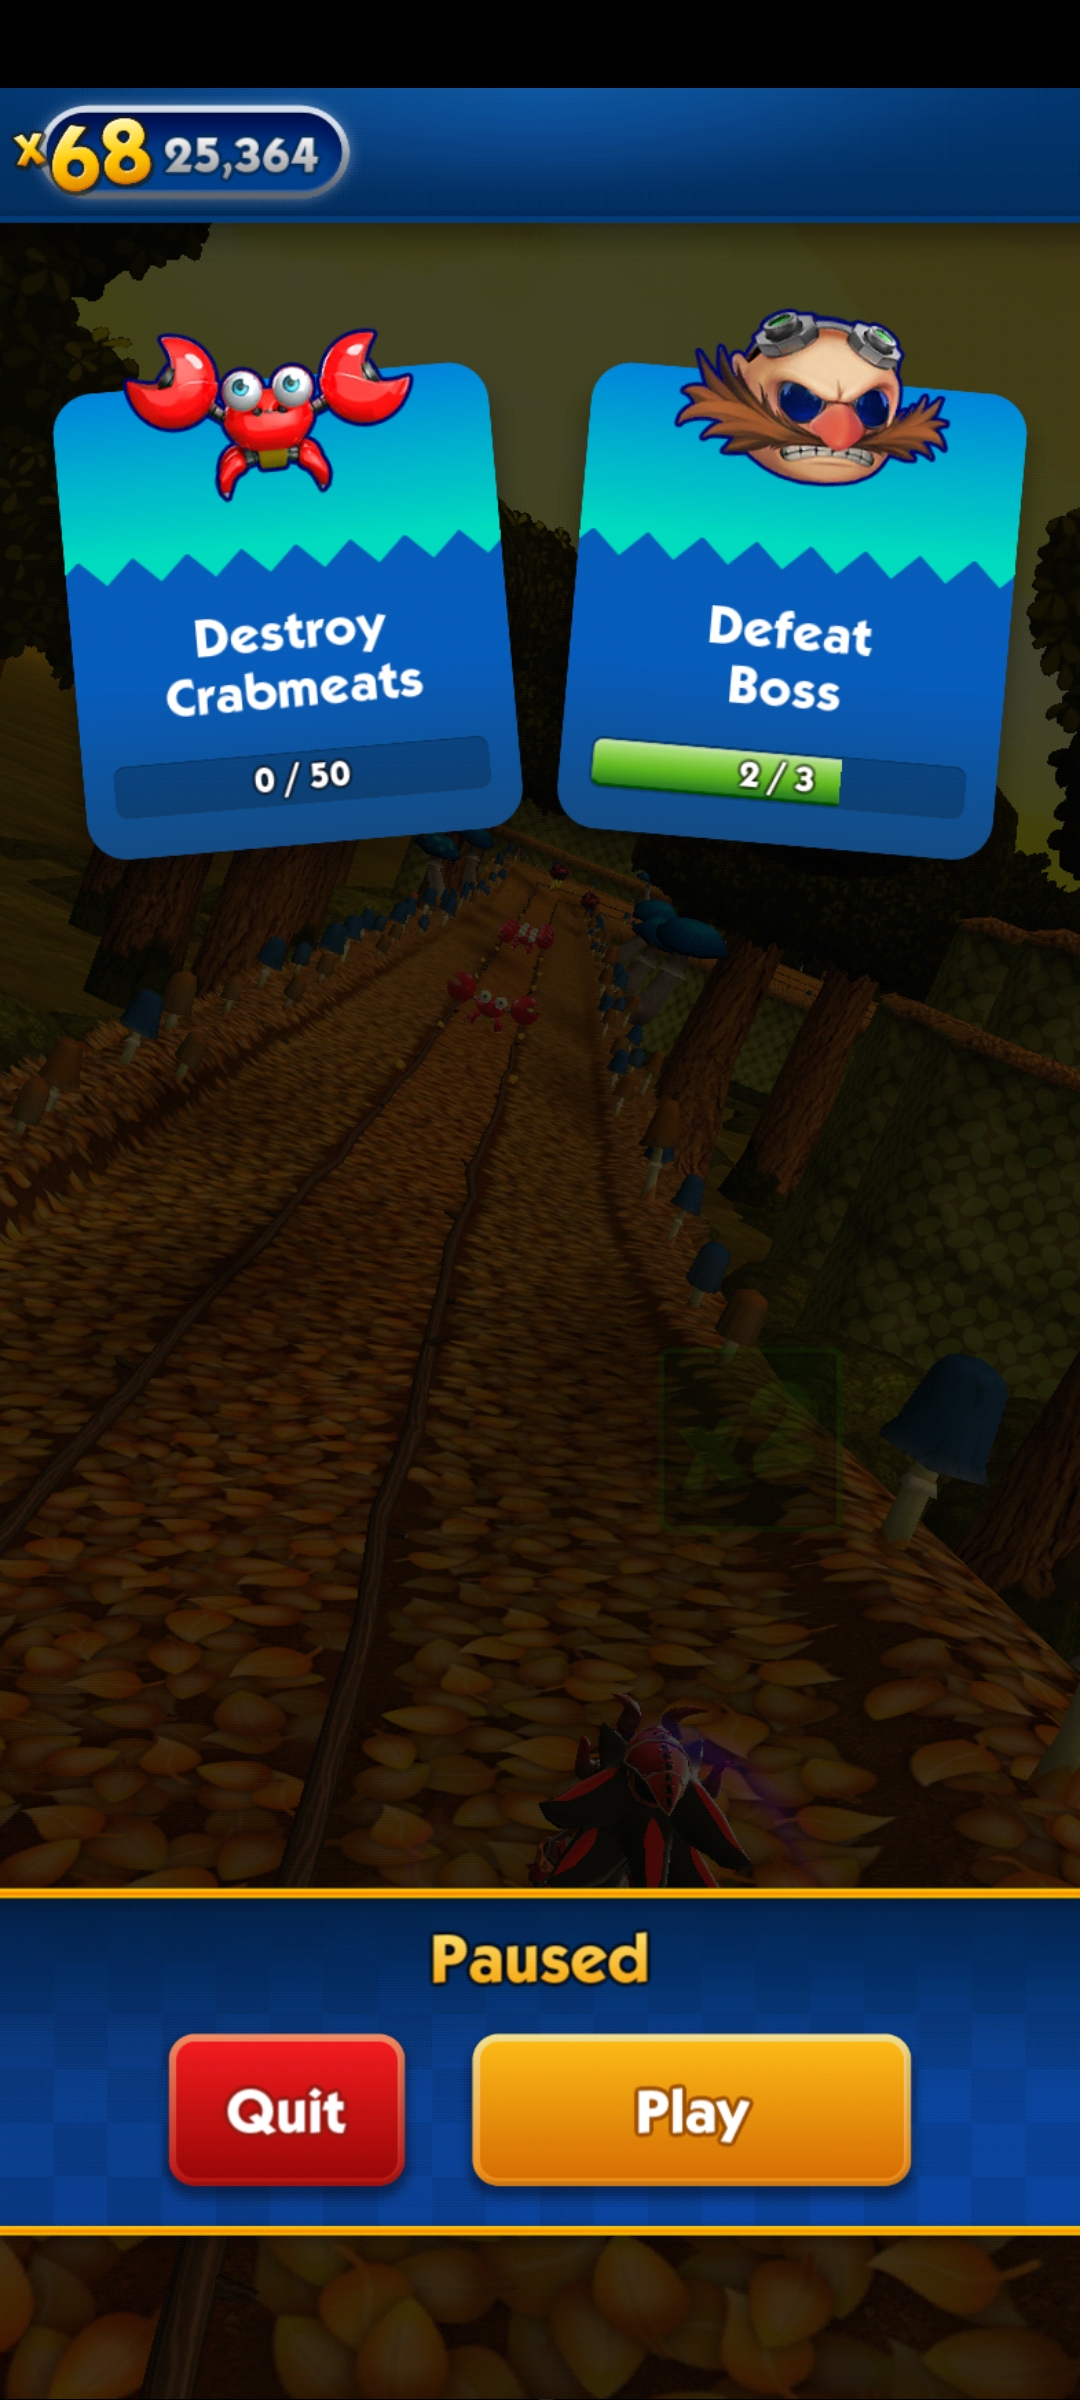 x68 25,364
Destroy
Crabmeats
0 / 50
Defeat
Boss
2 / 3
Paused
Quit
Play